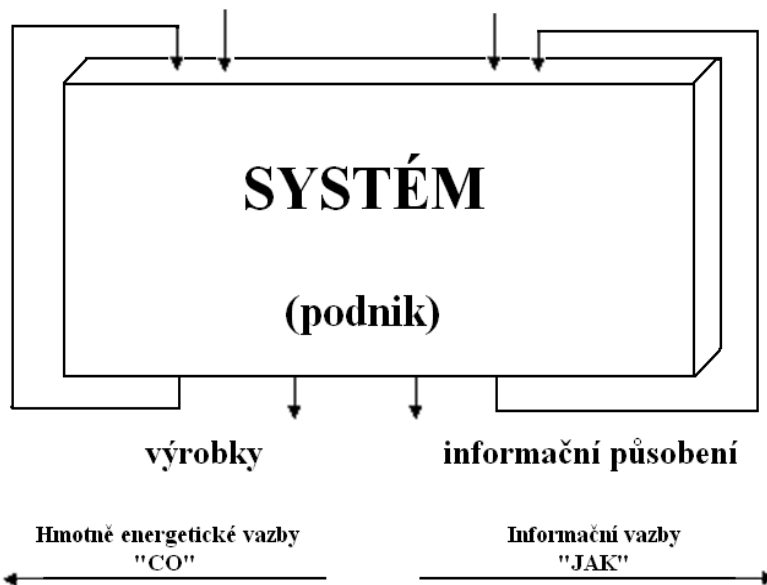 SYSTÉM
(podnik)
výrobky
informační působení
Hmotně energetické vazby
"CO"
Informační vazby
"JAK"